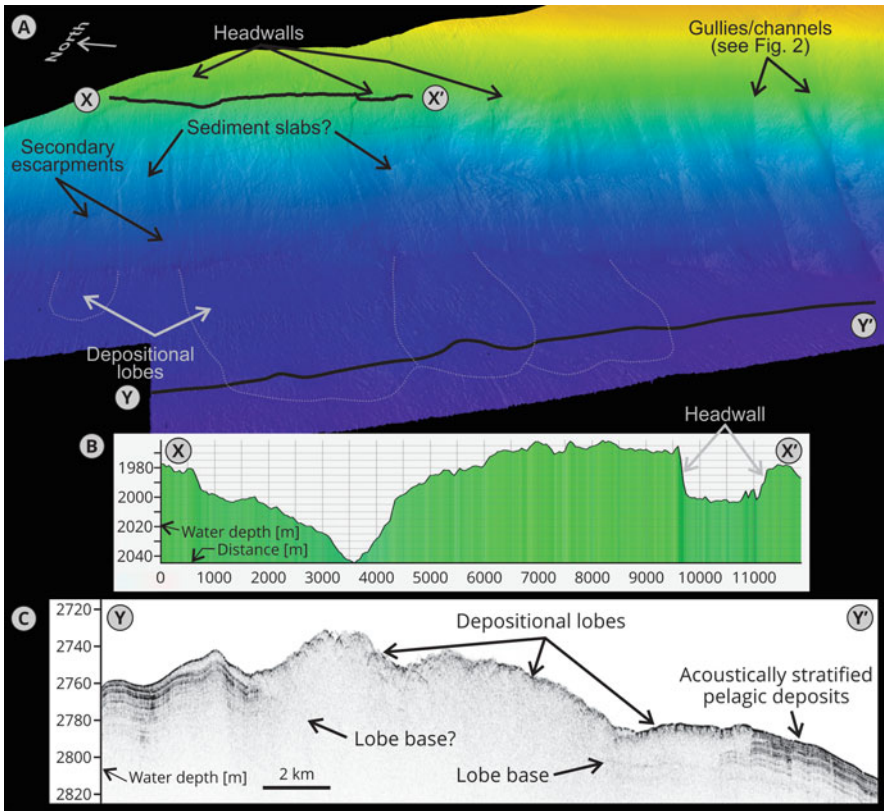 A
North
Headwalls
Gullies/channels
(see Fig. 2)
X
X'
Sediment slabs?
Secondary
escarpments
Depositional
lobes
Y
Y'
B
X
Headwall
X'
1980
2000
2020
2040
Water depth [m]
Distance [m]
0 1000 2000 3000 4000 5000 6000 7000 8000 9000 10000 11000
C
Y
Y'
2720
2740
2760
2780
2800
2820
Depositional lobes
Acoustically stratified
pelagic deposits
Lobe base?
Lobe base
Water depth [m]
2 km